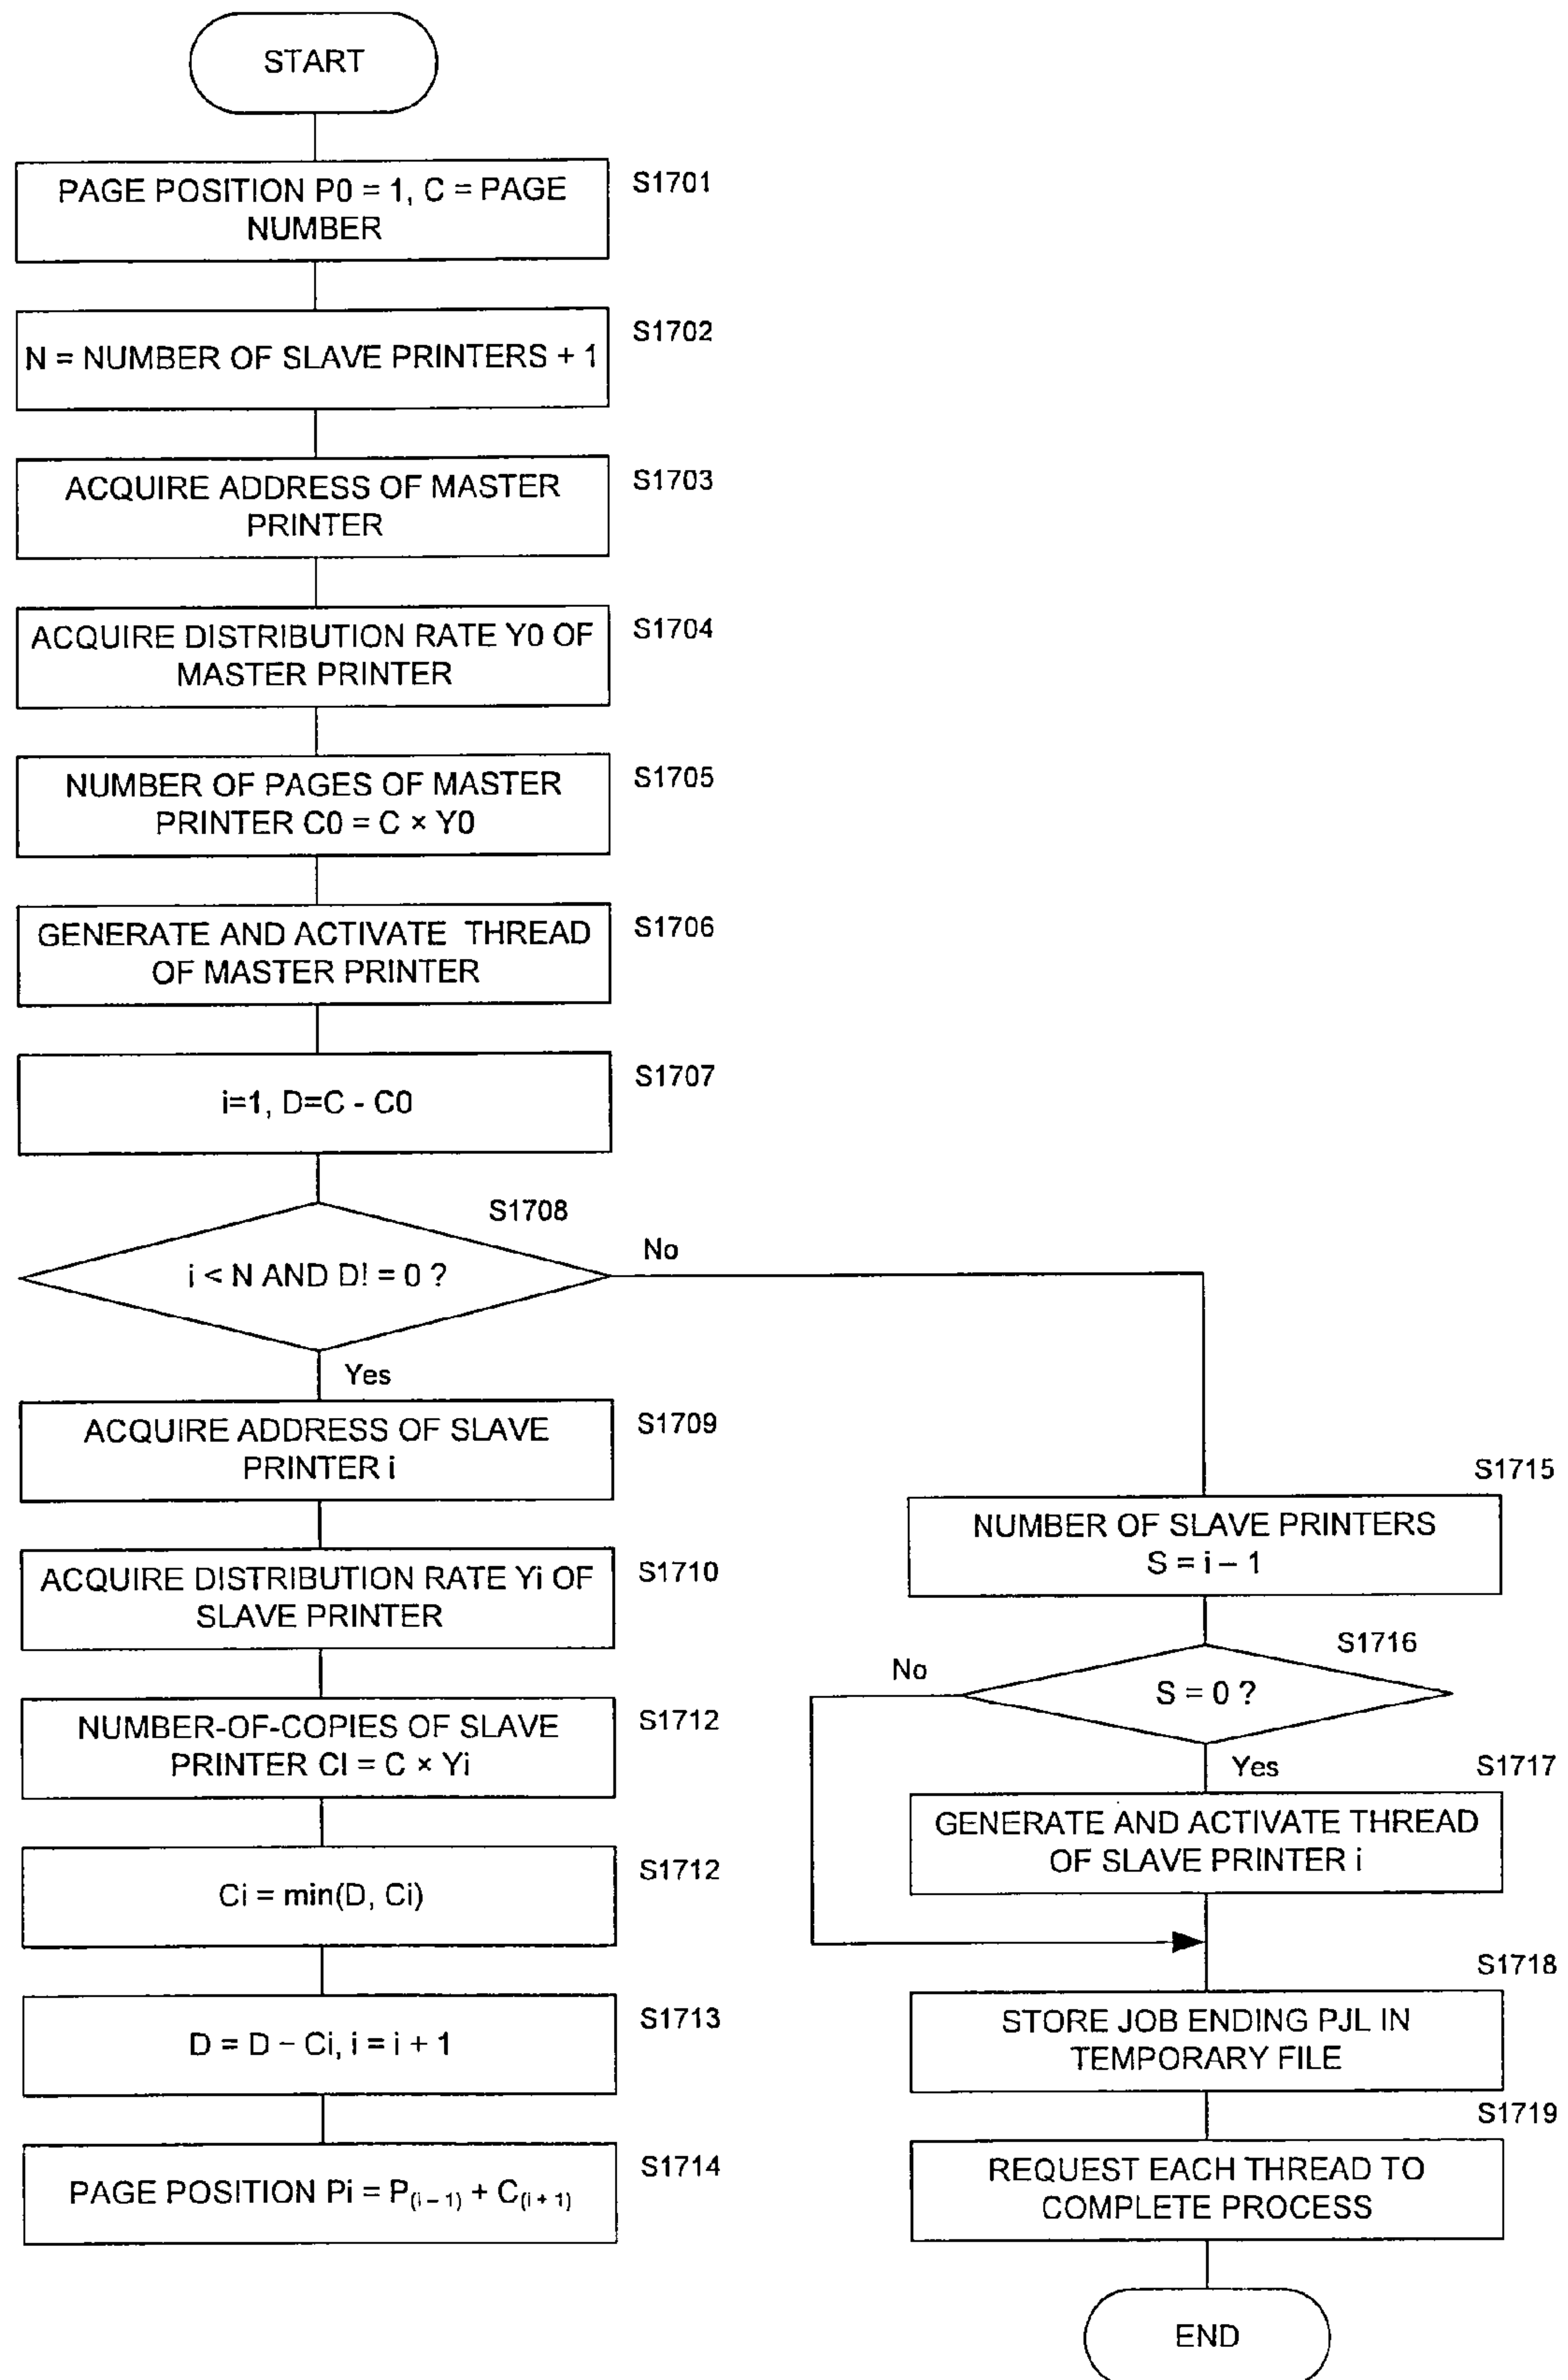 START
PAGE POSITION P0 = 1, C = PAGE
NUMBER
S1701
N = NUMBER OF SLAVE PRINTERS + 1
S1702
ACQUIRE ADDRESS OF MASTER
PRINTER
S1703
ACQUIRE DISTRIBUTION RATE Y0 OF
MASTER PRINTER
S1704
NUMBER OF PAGES OF MASTER
PRINTER C0 = C × Y0
S1705
GENERATE AND ACTIVATE THREAD
OF MASTER PRINTER
S1706
i=1, D=C - C0
S1707
S1708
i < N AND D! = 0 ?
No
Yes
ACQUIRE ADDRESS OF SLAVE
PRINTER i
S1709
ACQUIRE DISTRIBUTION RATE Yi OF
SLAVE PRINTER
S1710
NUMBER-OF-COPIES OF SLAVE
PRINTER CI = C × Yi
S1712
Ci = min(D, Ci)
S1712
D = D – Ci, i = i + 1
S1713
PAGE POSITION Pi = P(i – 1) + C(i + 1)
S1714
S1715
NUMBER OF SLAVE PRINTERS
S = i – 1
S1716
No
S = 0 ?
Yes
S1717
GENERATE AND ACTIVATE THREAD
OF SLAVE PRINTER i
S1718
STORE JOB ENDING PJL IN
TEMPORARY FILE
S1719
REQUEST EACH THREAD TO
COMPLETE PROCESS
END